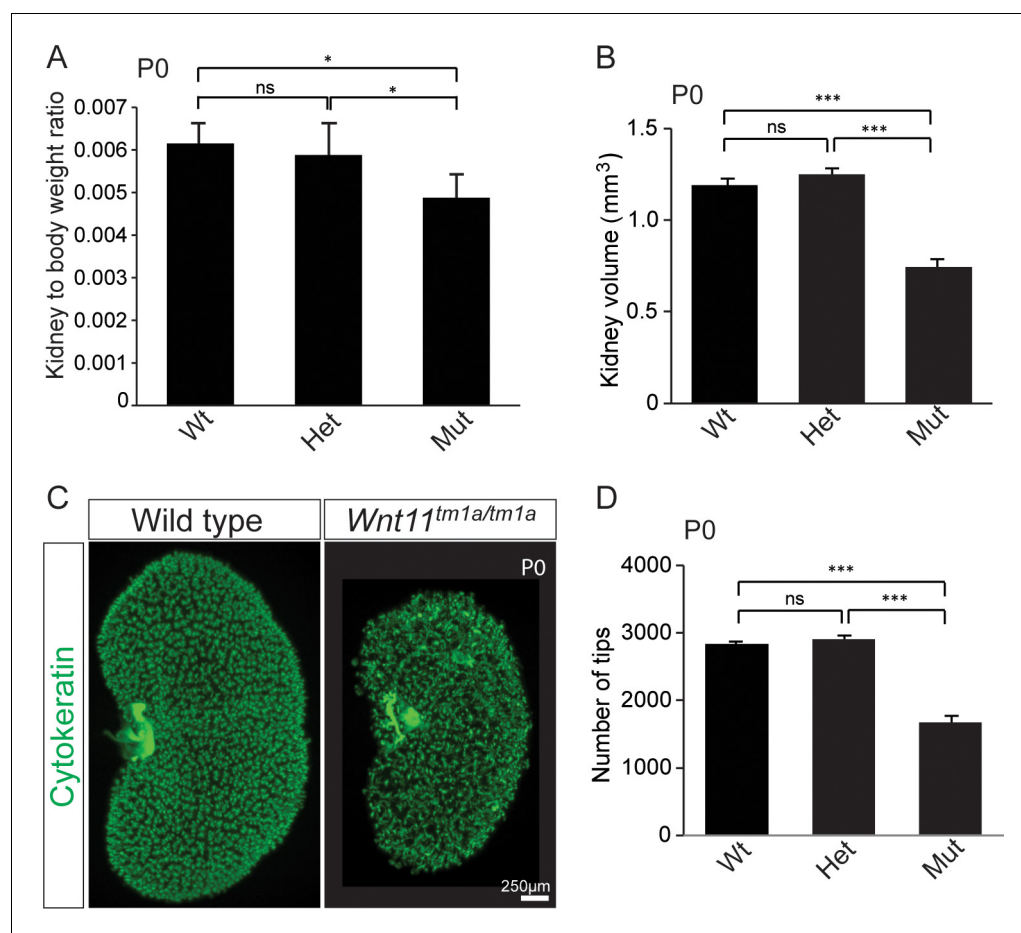 A
P0
*
ns
*
Kidney to body weight ratio
0.007
0.006
0.005
0.004
0.003
0.002
0.001
0
Wt
Het
Mut
B
P0
***
ns
***
Kidney volume (mm³)
1.5
1.0
0.5
0
Wt
Het
Mut
C
Wild type
Wnt11tm1a/tm1a
Cytokeratin
P0
250µm
D
P0
***
ns
***
Number of tips
4000
3000
2000
1000
0
Wt
Het
Mut